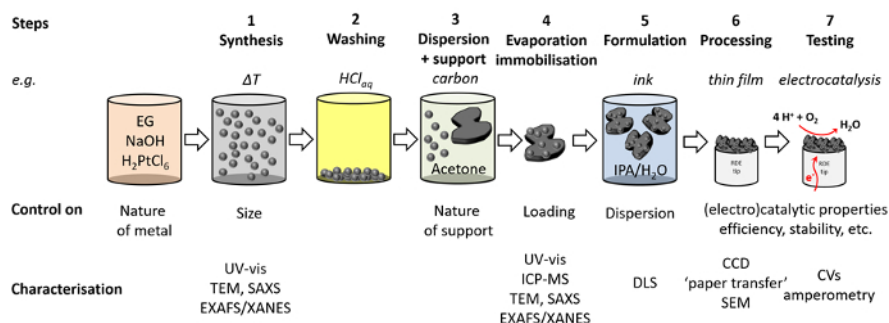 Steps
1
Synthesis
2
Washing
3
Dispersion
+ support
4
Evaporation
immobilisation
5
Formulation
6
Processing
7
Testing
e.g.
ΔT
HCl_aq
carbon
ink
thin film
electrocatalysis
EG
NaOH
H₂PtCl₆
Acetone
IPA/H₂O
RDE
tip
4 H⁺ + O₂
H₂O
e⁻
RDE
tip
Control on
Nature
of metal
Size
Nature
of support
Loading
Dispersion
(electro)catalytic properties
efficiency, stability, etc.
Characterisation
UV-vis
TEM, SAXS
EXAFS/XANES
UV-vis
ICP-MS
TEM, SAXS
EXAFS/XANES
DLS
CCD
‘paper transfer’
SEM
CVs
amperometry